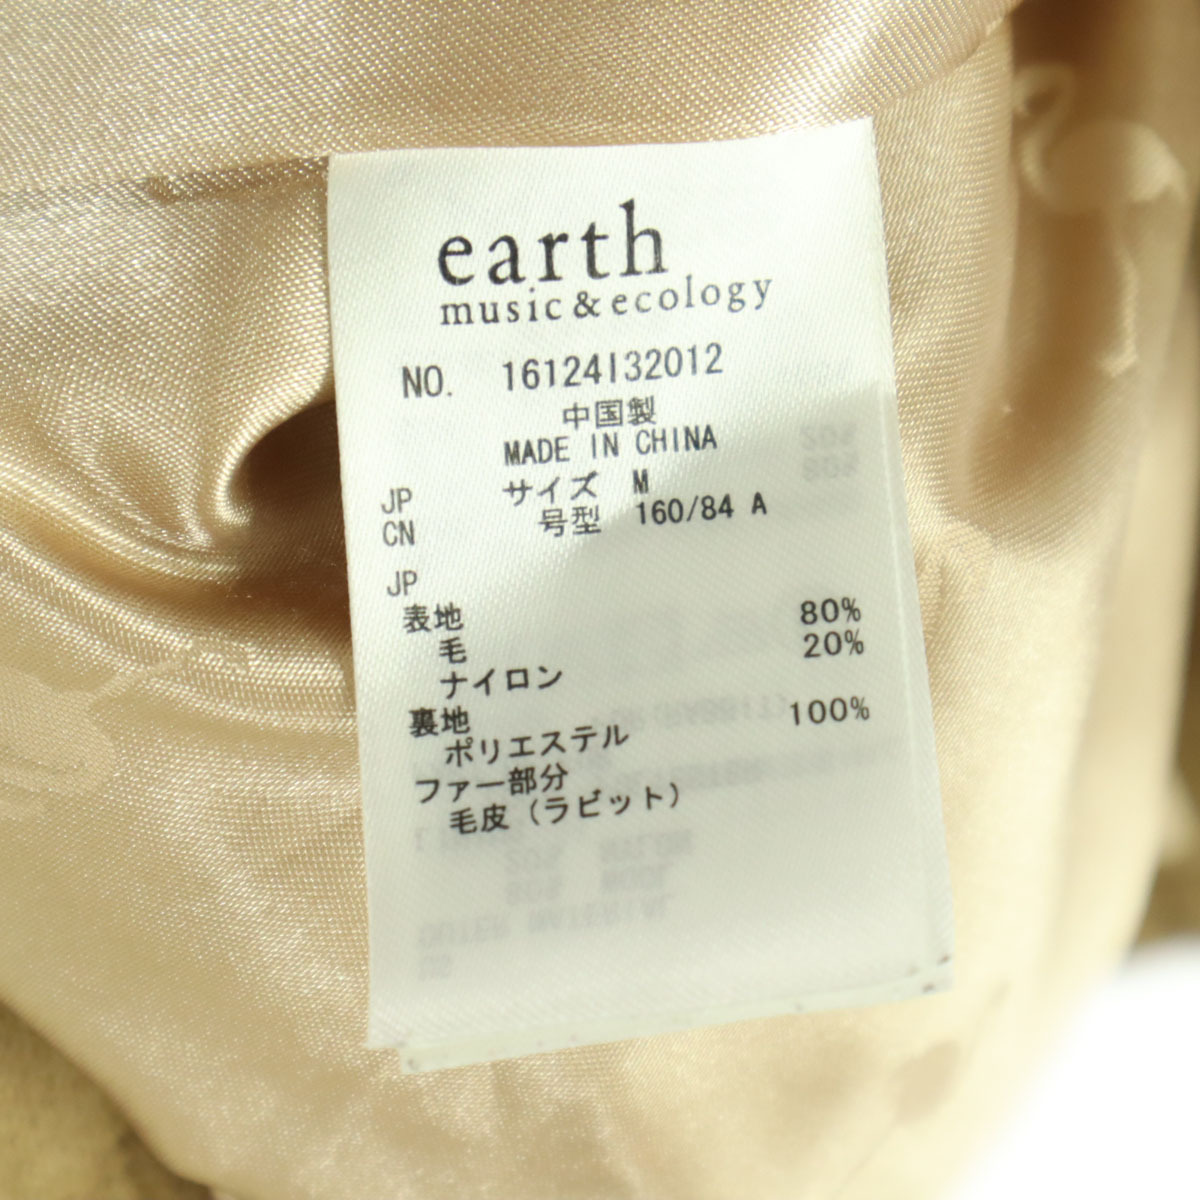 earth
music & ecology
NO. 16124I32012
中国製
MADE IN CHINA
JP サイズ M
CN 号型 160/84 A
JP
表地
毛 80%
ナイロン 20%
裏地
ポリエステル 100%
ファー部分
毛皮（ラビット）